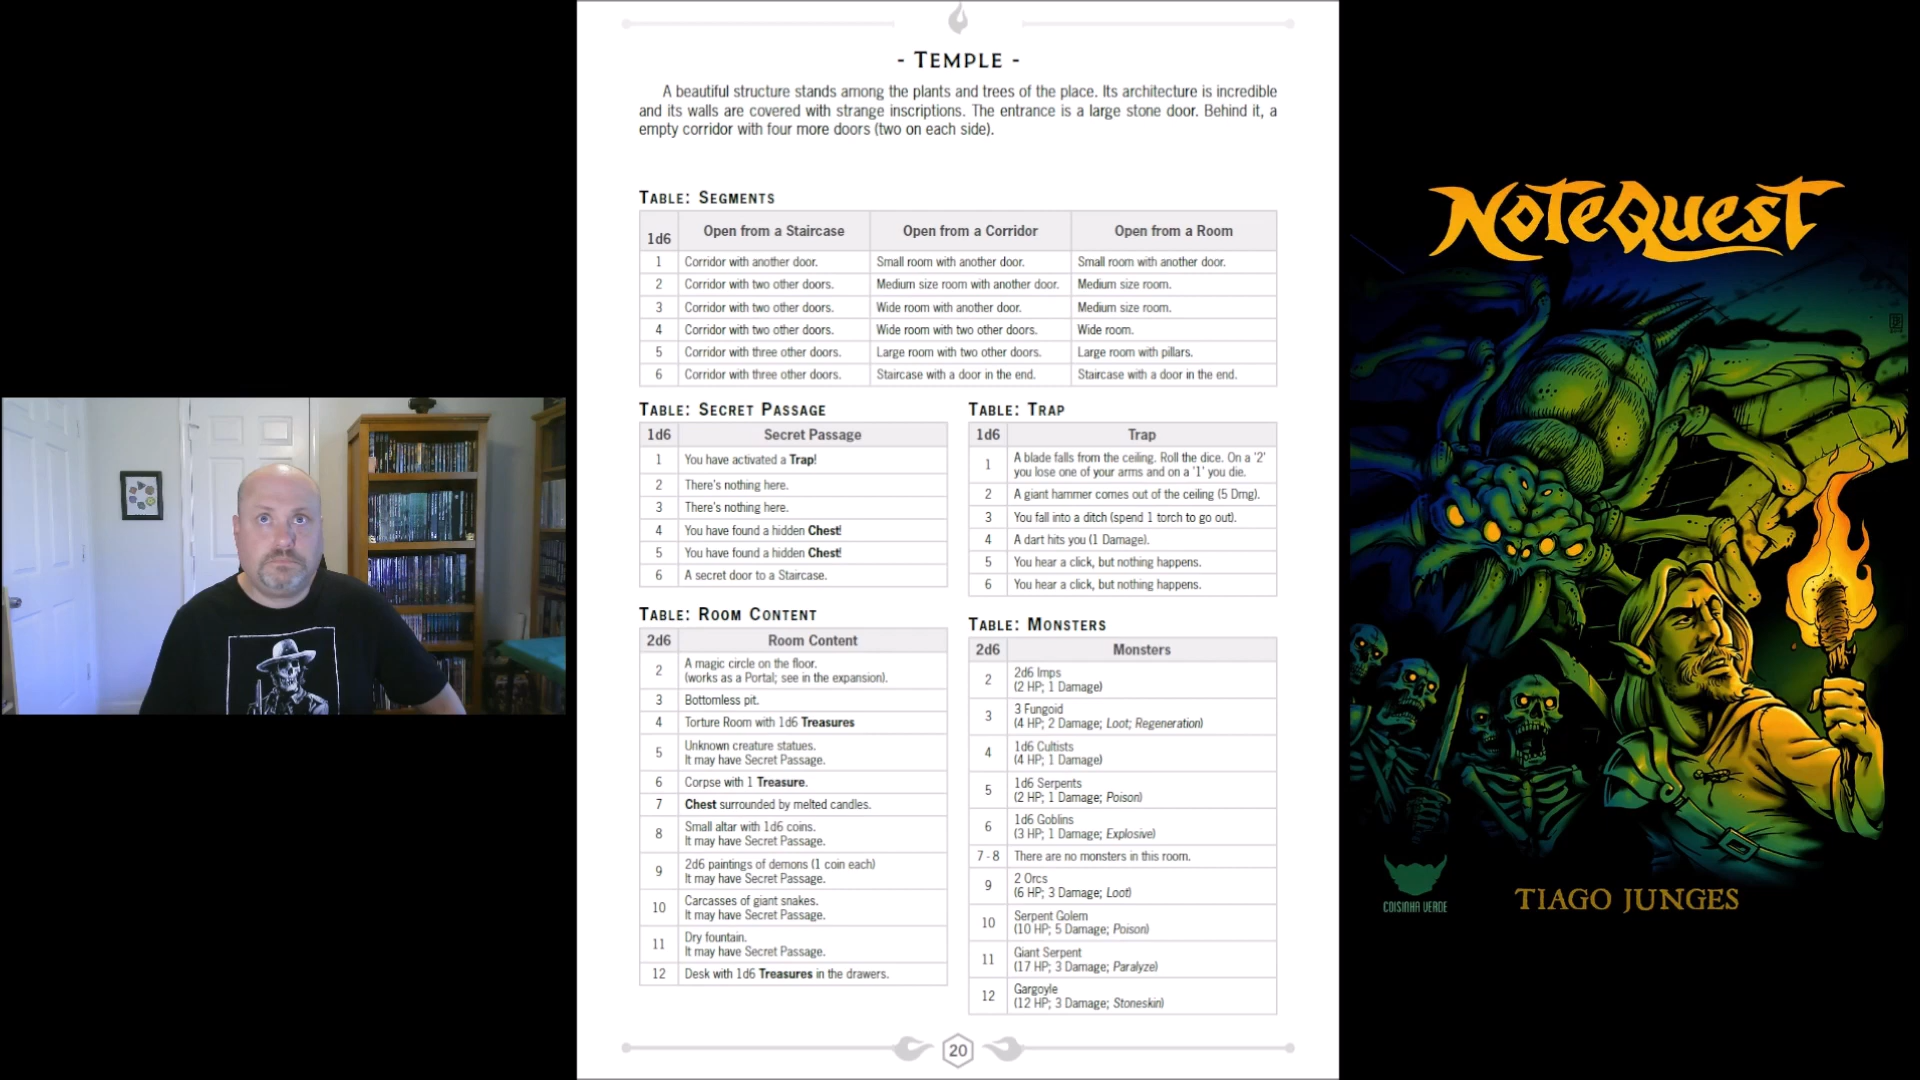 - TEMPLE -
A beautiful structure stands among the plants and trees of the place. Its architecture is incredible
and its walls are covered with strange inscriptions. The entrance is a large stone door. Behind it, a
empty corridor with four more doors (two on each side).
TABLE: SEGMENTS
1d6 Open from a Staircase Open from a Corridor Open from a Room
1 Corridor with another door. Small room with another door. Small room with another door.
2 Corridor with two other doors. Medium size room with another door. Medium size room.
3 Corridor with two other doors. Wide room with another door. Medium size room.
4 Corridor with two other doors. Wide room with two other doors. Wide room.
5 Corridor with three other doors. Large room with two other doors. Large room with pillars.
6 Corridor with three other doors. Staircase with a door in the end. Staircase with a door in the end.
TABLE: SECRET PASSAGE
1d6 Secret Passage
1 You have activated a Trap!
2 There's nothing here.
3 There's nothing here.
4 You have found a hidden Chest!
5 You have found a hidden Chest!
6 A secret door to a Staircase.
TABLE: TRAP
1d6 Trap
1 A blade falls from the ceiling. Roll the dice. On a '2'
you lose one of your arms and on a '1' you die.
2 A giant hammer comes out of the ceiling (5 Dmg).
3 You fall into a ditch (spend 1 torch to go out).
4 A dart hits you (1 Damage).
5 You hear a click, but nothing happens.
6 You hear a click, but nothing happens.
TABLE: ROOM CONTENT
2d6 Room Content
2 A magic circle on the floor.
(works as a Portal; see in the expansion).
3 Bottomless pit.
4 Torture Room with 1d6 Treasures
5 Unknown creature statues.
It may have Secret Passage.
6 Corpse with 1 Treasure.
7 Chest surrounded by melted candles.
8 Small altar with 1d6 coins.
It may have Secret Passage.
9 2d6 paintings of demons (1 coin each)
It may have Secret Passage.
10 Carcasses of giant snakes.
It may have Secret Passage.
11 Dry fountain.
It may have Secret Passage.
12 Desk with 1d6 Treasures in the drawers.
TABLE: MONSTERS
2d6 Monsters
2 2d6 Imps
(2 HP; 1 Damage)
3 3 Fungoid
(4 HP; 2 Damage; Loot; Regeneration)
4 1d6 Cultists
(4 HP; 1 Damage)
5 1d6 Serpents
(2 HP; 1 Damage; Poison)
6 1d6 Goblins
(3 HP; 1 Damage; Explosive)
7 - 8 There are no monsters in this room.
9 2 Orcs
(6 HP; 3 Damage; Loot)
10 Serpent Golem
(10 HP; 5 Damage; Poison)
11 Giant Serpent
(17 HP; 3 Damage; Paralyze)
12 Gargoyle
(12 HP; 3 Damage; Stoneskin)
20
NOTEQUEST
COISINHA VERDE
TIAGO JUNGES